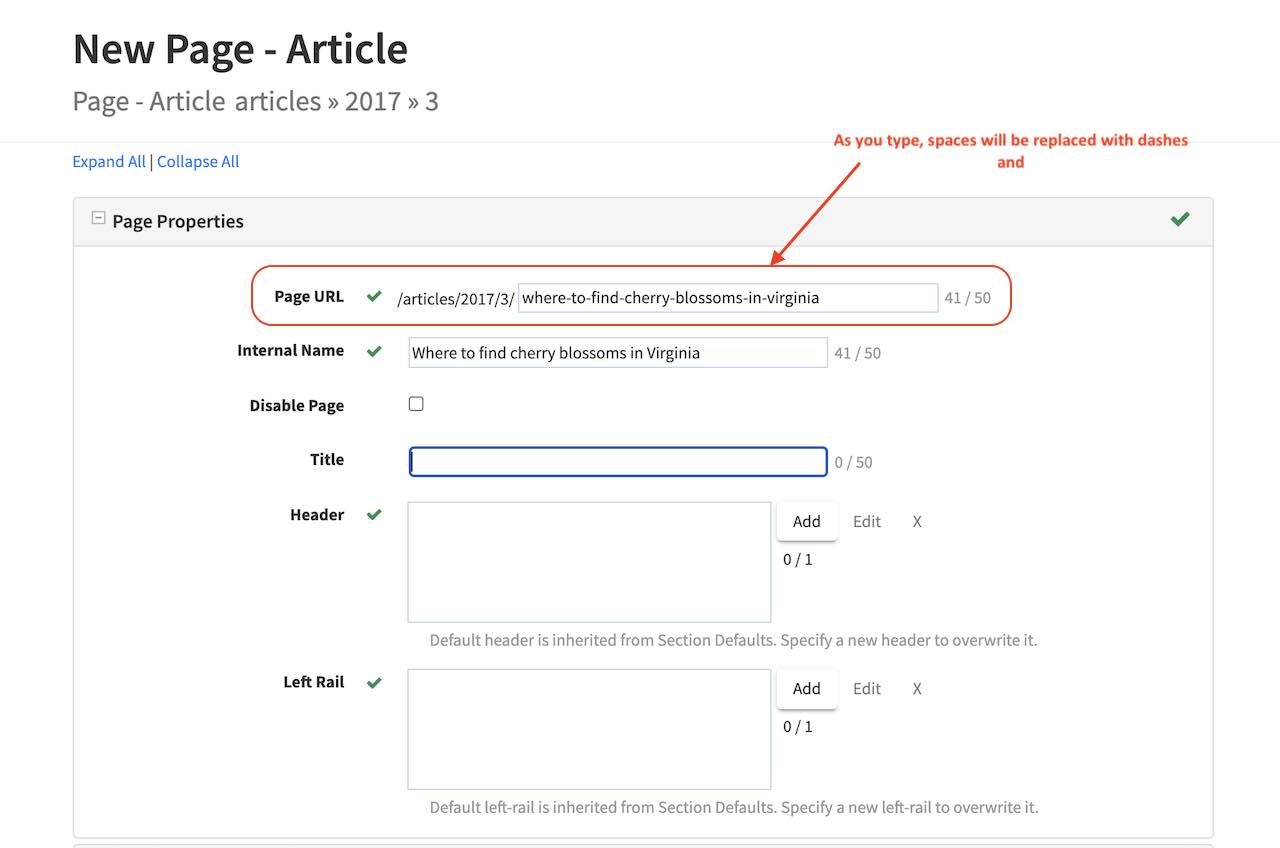 New Page - Article
Page - Article articles » 2017 » 3
As you type, spaces will be replaced with dashes
and
Expand All | Collapse All
Page Properties
Page URL /articles/2017/3/ where-to-find-cherry-blossoms-in-virginia 41 / 50
Internal Name Where to find cherry blossoms in Virginia 41 / 50
Disable Page
Title 0 / 50
Header Add Edit X
0 / 1
Default header is inherited from Section Defaults. Specify a new header to overwrite it.
Left Rail Add Edit X
0 / 1
Default left-rail is inherited from Section Defaults. Specify a new left-rail to overwrite it.